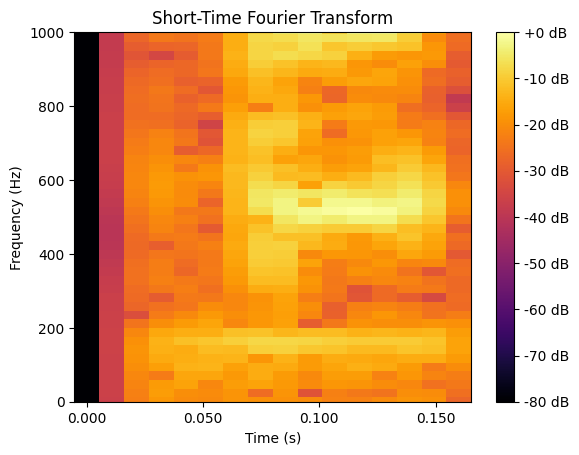 Short-Time Fourier Transform
1000
800
600
400
200
0
Frequency (Hz)
0.000
0.050
0.100
0.150
Time (s)
+0 dB
-10 dB
-20 dB
-30 dB
-40 dB
-50 dB
-60 dB
-70 dB
-80 dB